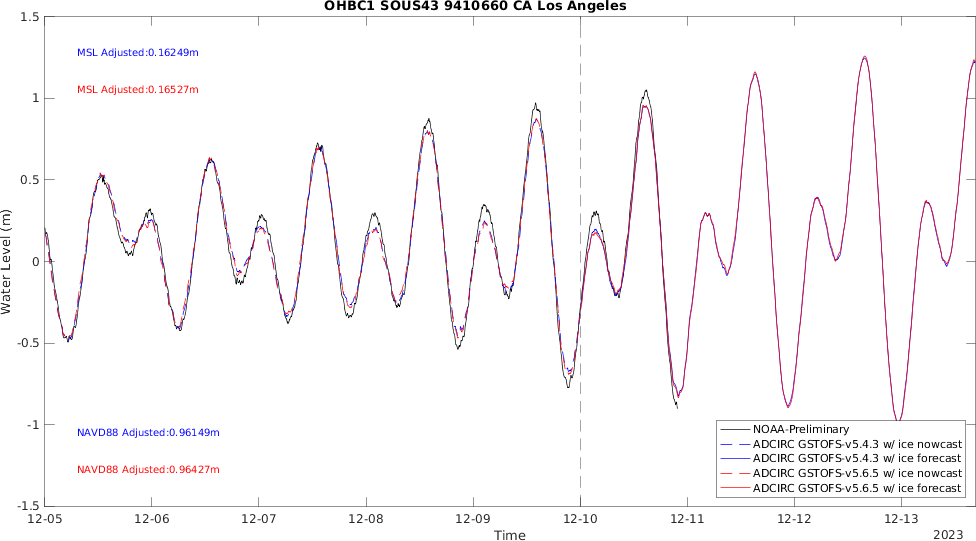 OHBC1 SOUS43 9410660 CA Los Angeles
1.5
1
0.5
0
-0.5
-1
-1.5
Water Level (m)
MSL Adjusted:0.16249m
MSL Adjusted:0.16527m
NAVD88 Adjusted:0.96149m
NAVD88 Adjusted:0.96427m
NOAA-Preliminary
ADCIRC GSTOFS-v5.4.3 w/ ice nowcast
ADCIRC GSTOFS-v5.4.3 w/ ice forecast
ADCIRC GSTOFS-v5.6.5 w/ ice nowcast
ADCIRC GSTOFS-v5.6.5 w/ ice forecast
12-05 12-06 12-07 12-08 12-09 12-10 12-11 12-12 12-13
Time
2023